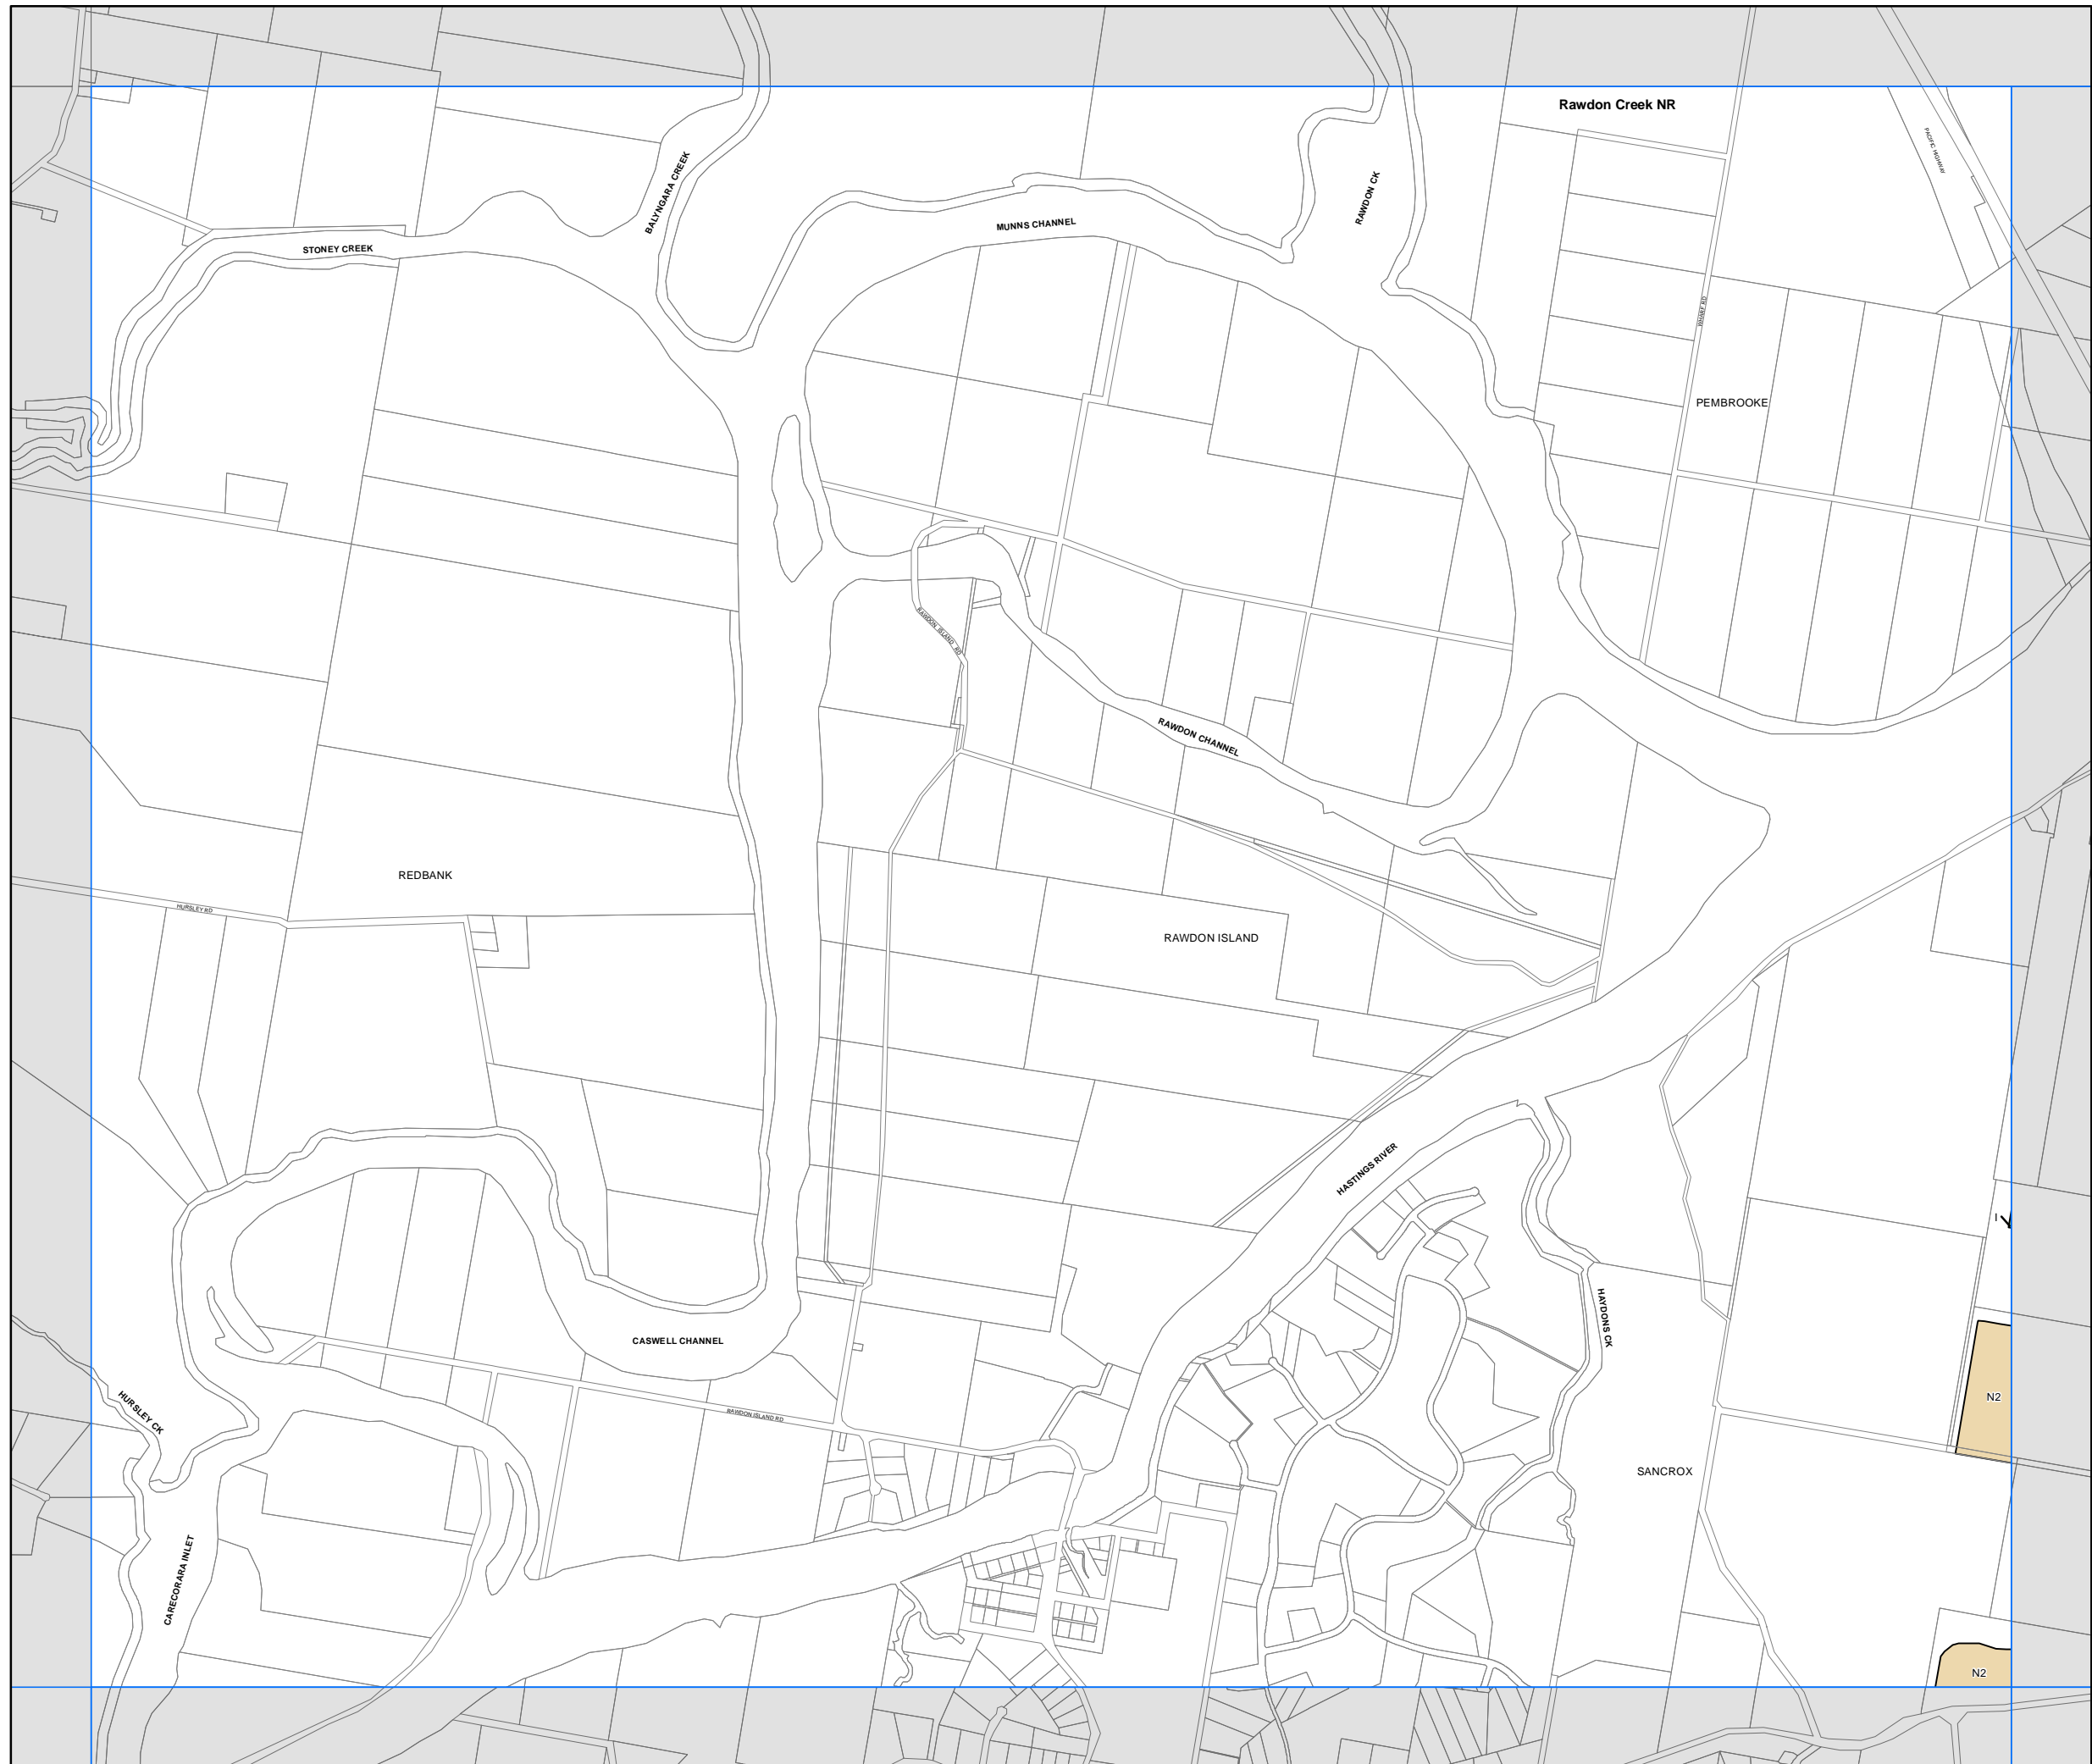 Rawdon Creek NR
PACIFIC HIGHWAY
BALYNGARA CREEK
RAWDON CK
MUNNS CHANNEL
STONEY CREEK
WHARF RD
PEMBROOKE
RAWDON ISLAND RD
RAWDON CHANNEL
REDBANK
HURSLEY RD
RAWDON ISLAND
HASTINGS RIVER
HAYDONS CK
CASWELL CHANNEL
HURSLEY CK
N2
RAWDON ISLAND RD
SANCROX
CARECORARA INLET
N2